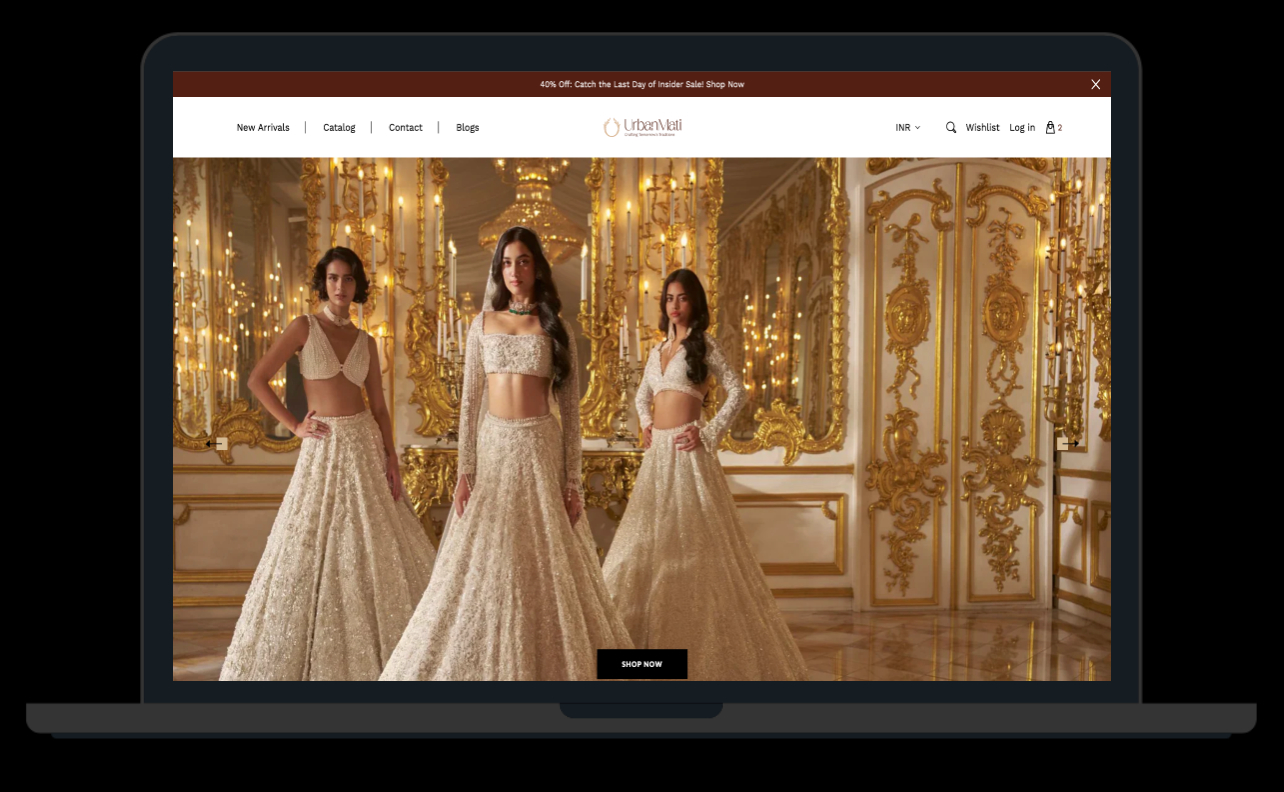 40% Off: Catch the Last Day of Insider Sale! Shop Now
X
New Arrivals | Catalog | Contact | Blogs
UrbanMati
INR
Wishlist
Log in
2
SHOP NOW